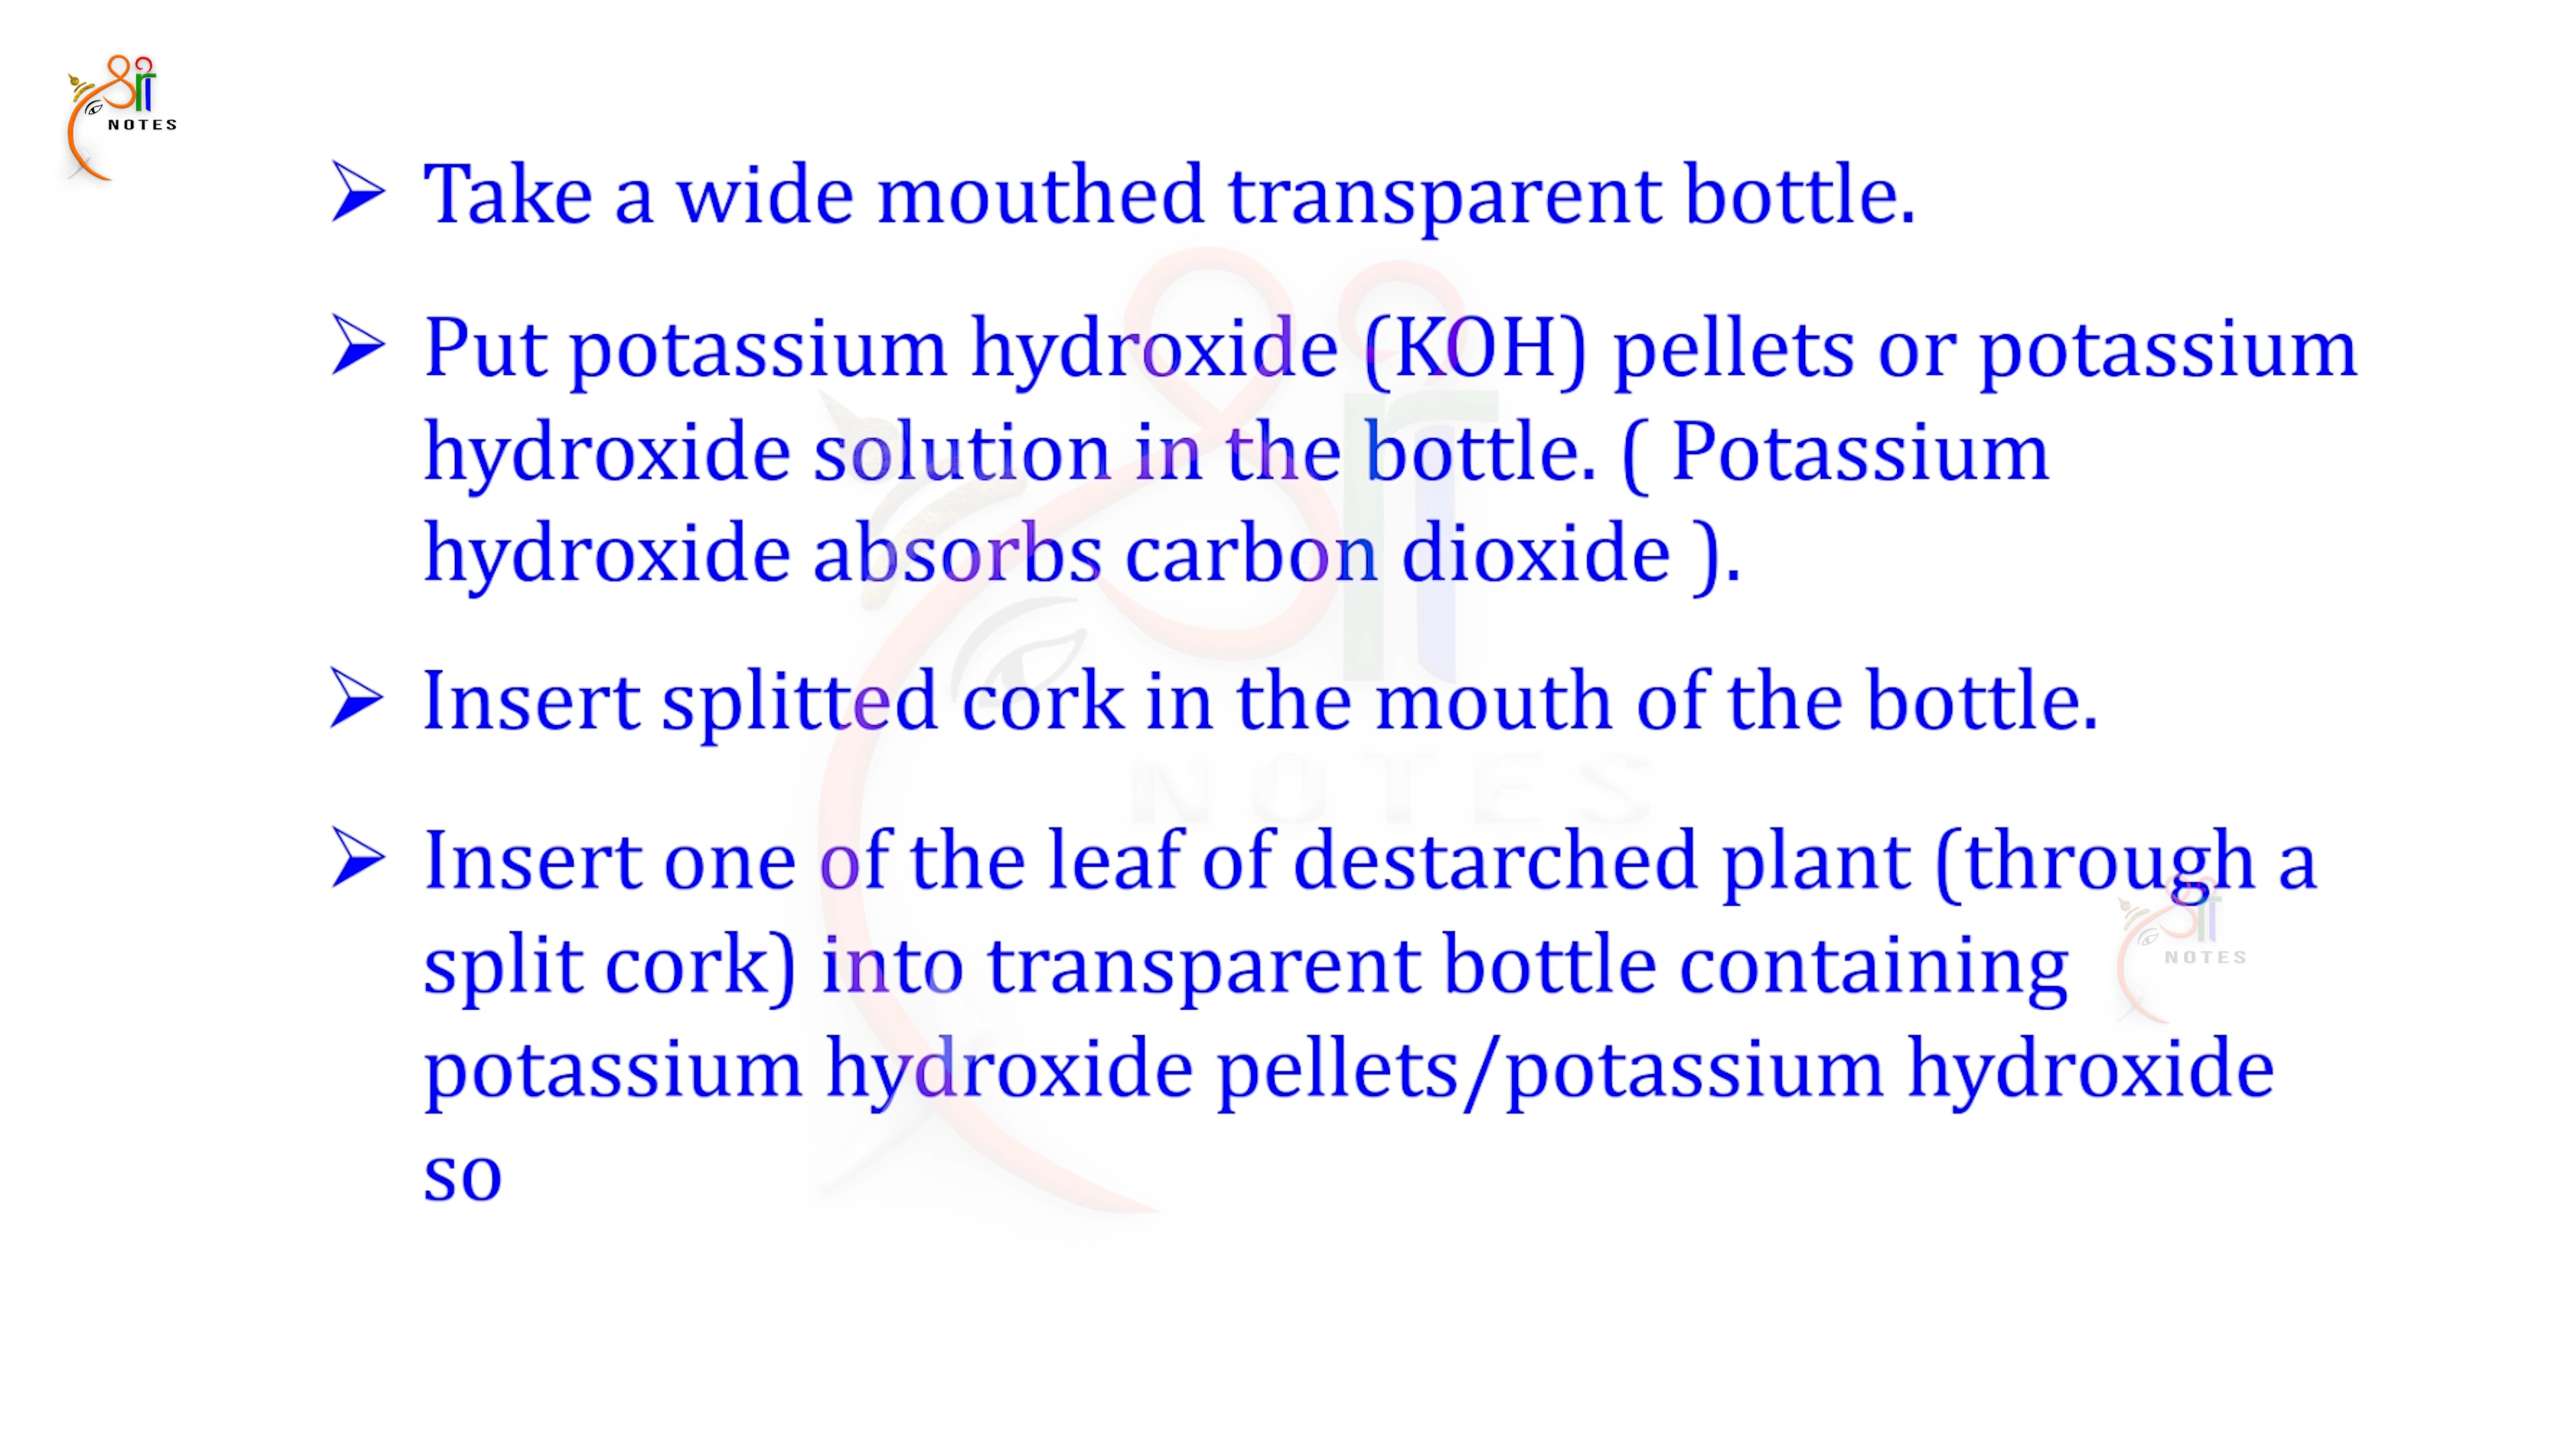 श्री
NOTES
➢ Take a wide mouthed transparent bottle.
➢ Put potassium hydroxide (KOH) pellets or potassium
hydroxide solution in the bottle. ( Potassium
hydroxide absorbs carbon dioxide ).
➢ Insert splitted cork in the mouth of the bottle.
NOTES
➢ Insert one of the leaf of destarched plant (through a
split cork) into transparent bottle containing
NOTES
potassium hydroxide pellets/potassium hydroxide
so